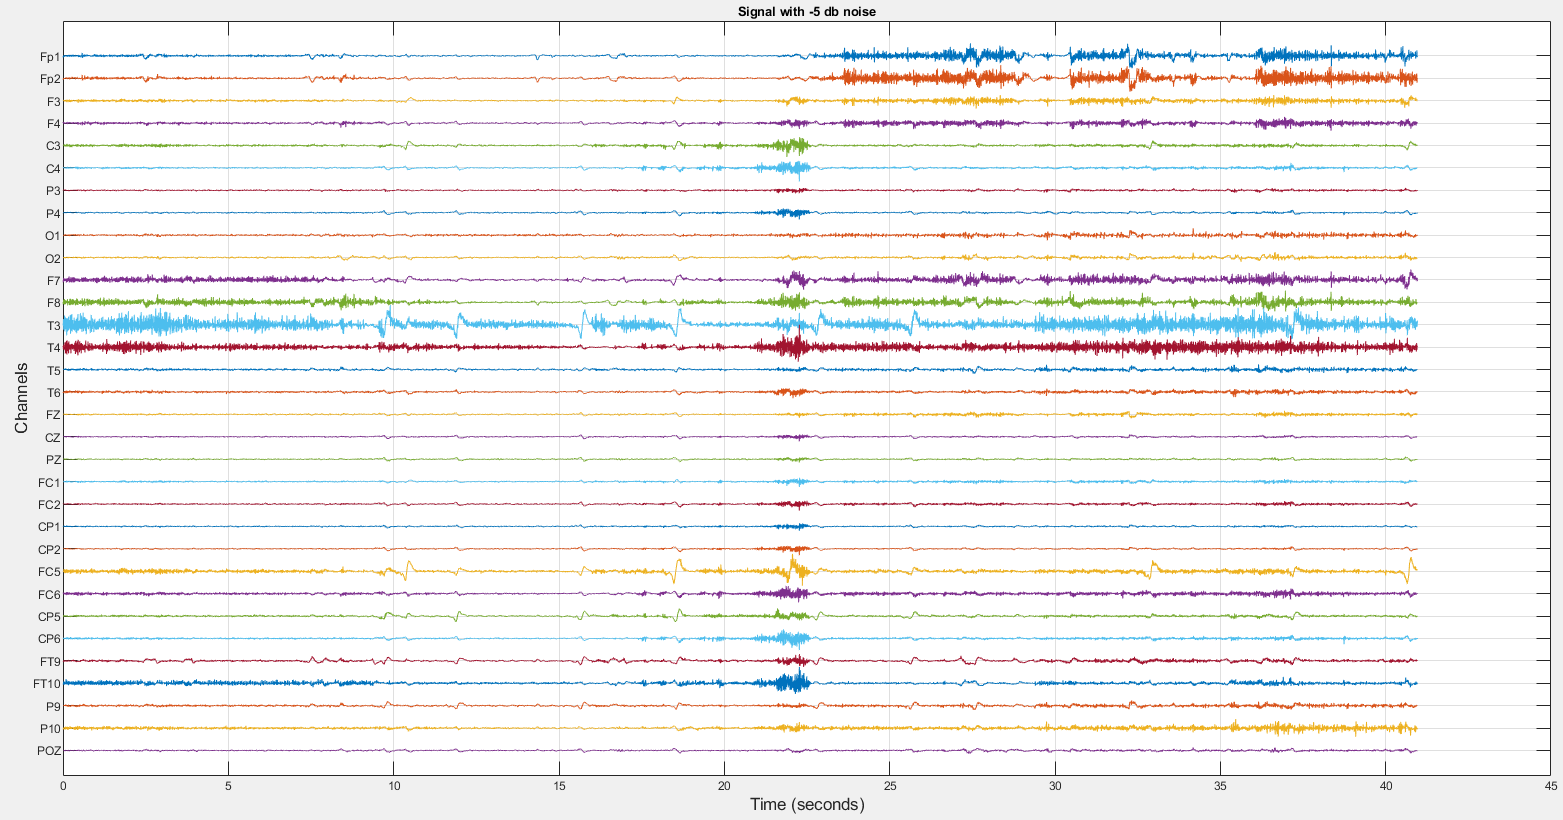 Signal with -5 db noise
Channels
Fp1
Fp2
F3
F4
C3
C4
P3
P4
O1
O2
F7
F8
T3
T4
T5
T6
FZ
CZ
PZ
FC1
FC2
CP1
CP2
FC5
FC6
CP5
CP6
FT9
FT10
P9
P10
POZ
0 5 10 15 20 25 30 35 40 45
Time (seconds)